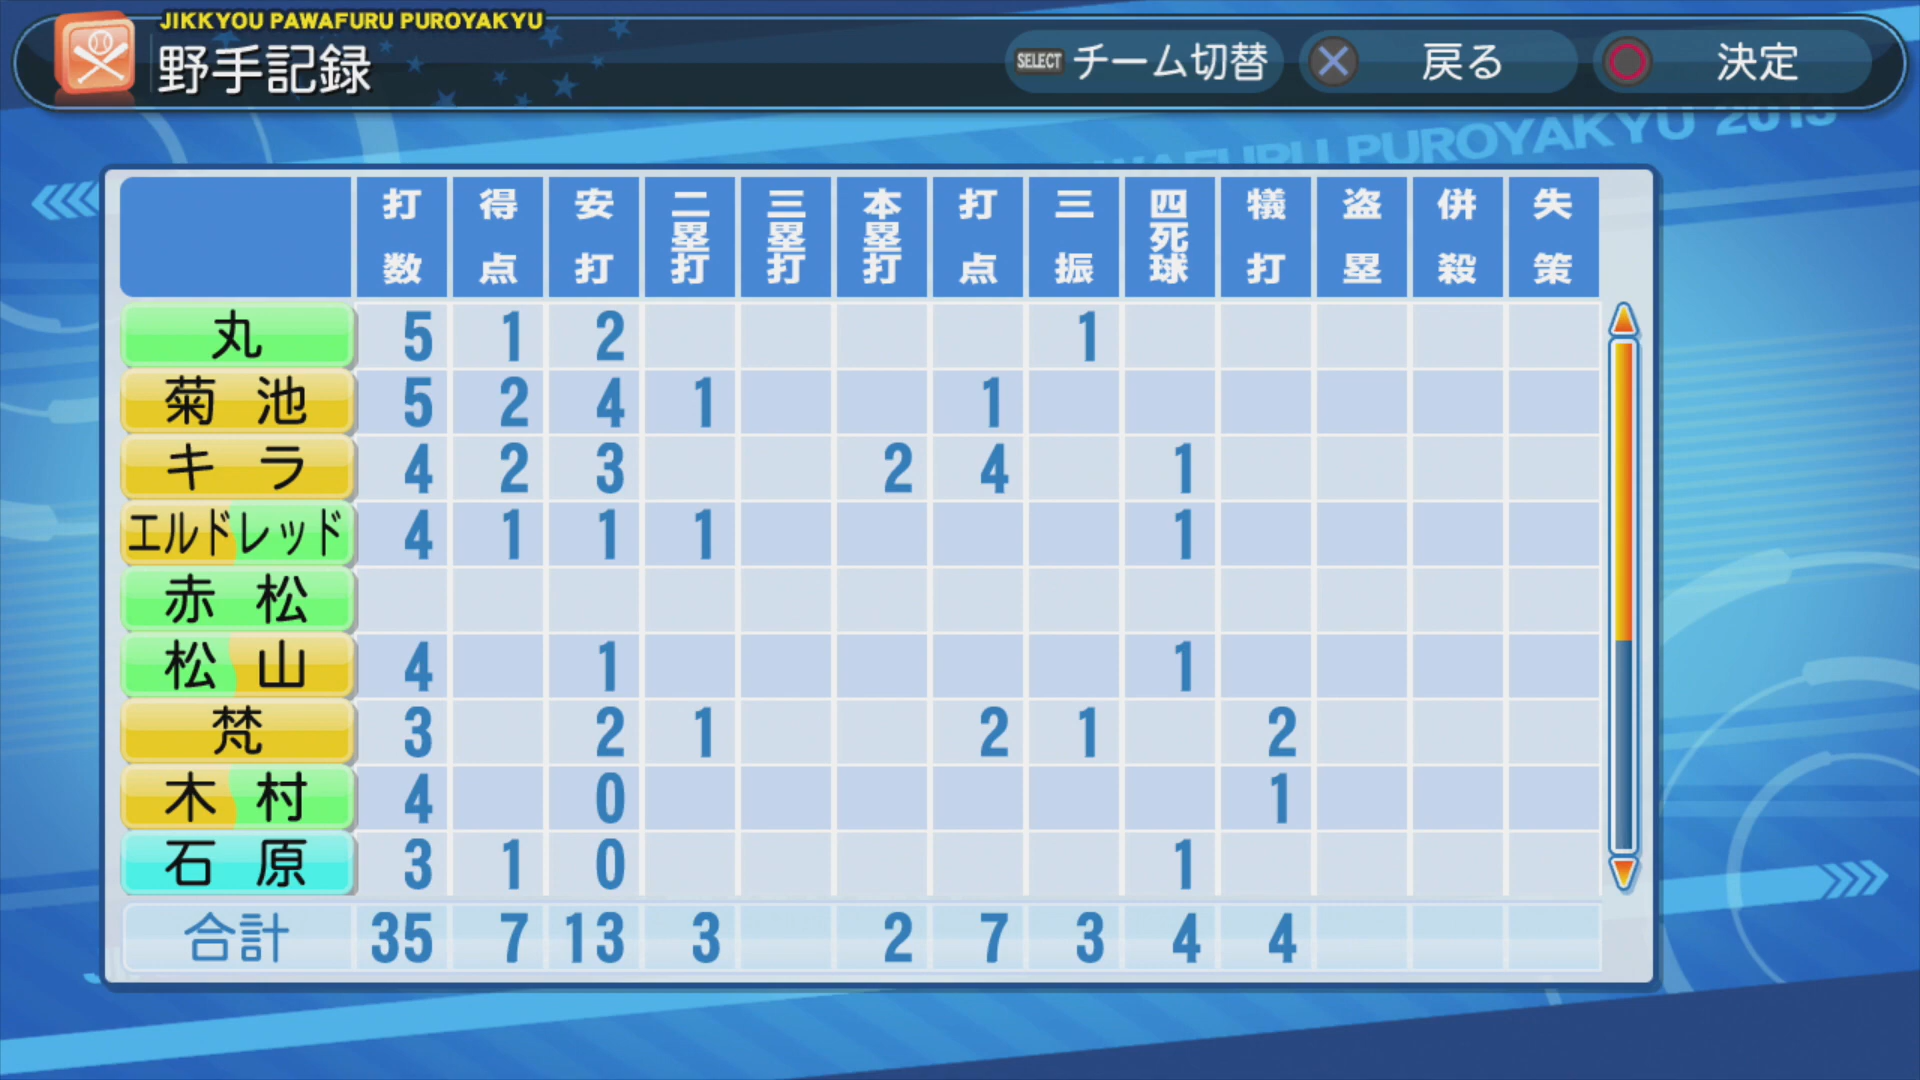 JIKKYOU PAWAFURU PUROYAKYU
野手記録
SELECT チーム切替 戻る 決定
PAWAFURU PUROYAKYU 2013
打数 得点 安打 二塁打 三塁打 本塁打 打点 三振 四死球 犠打 盗塁 併殺 失策
丸 5 1 2 1
菊池 5 2 4 1 1
キラ 4 2 3 2 4 1
エルドレッド 4 1 1 1 1
赤松
松山 4 1 1
梵 3 2 1 2 1 2
木村 4 0 1
石原 3 1 0 1
合計 35 7 13 3 2 7 3 4 4